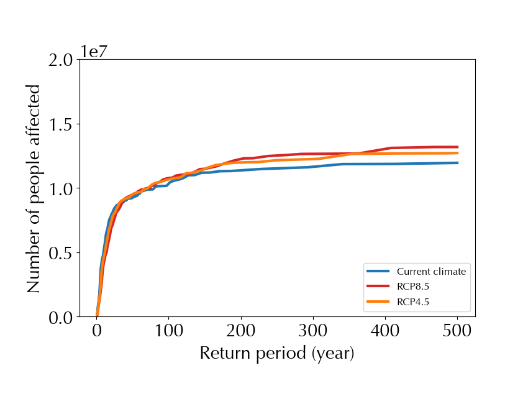 1e7
2.0
1.5
1.0
0.5
0.0
Number of people affected
0 100 200 300 400 500
Return period (year)
Current climate
RCP8.5
RCP4.5